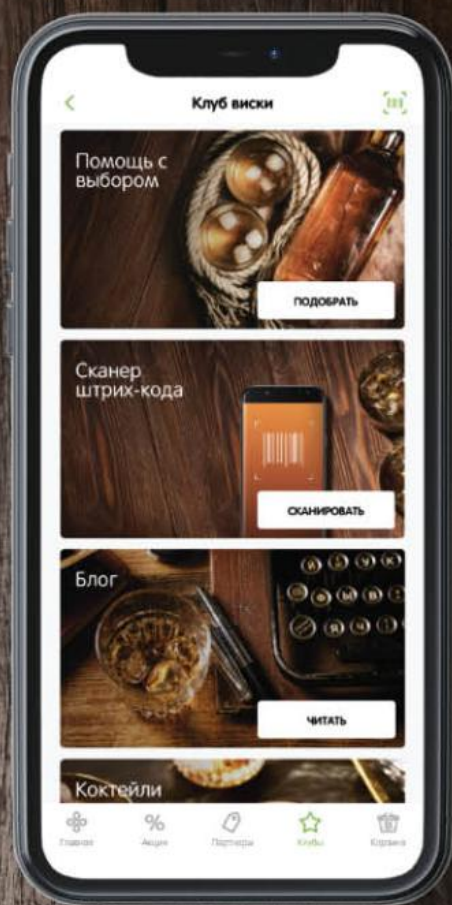 Клуб виски
Помощь с
выбором
ПОДОБРАТЬ
Сканер
штрих-кода
СКАНИРОВАТЬ
Блог
ЧИТАТЬ
Коктейли
Главная
Акции
Партнеры
Клубы
Корзина